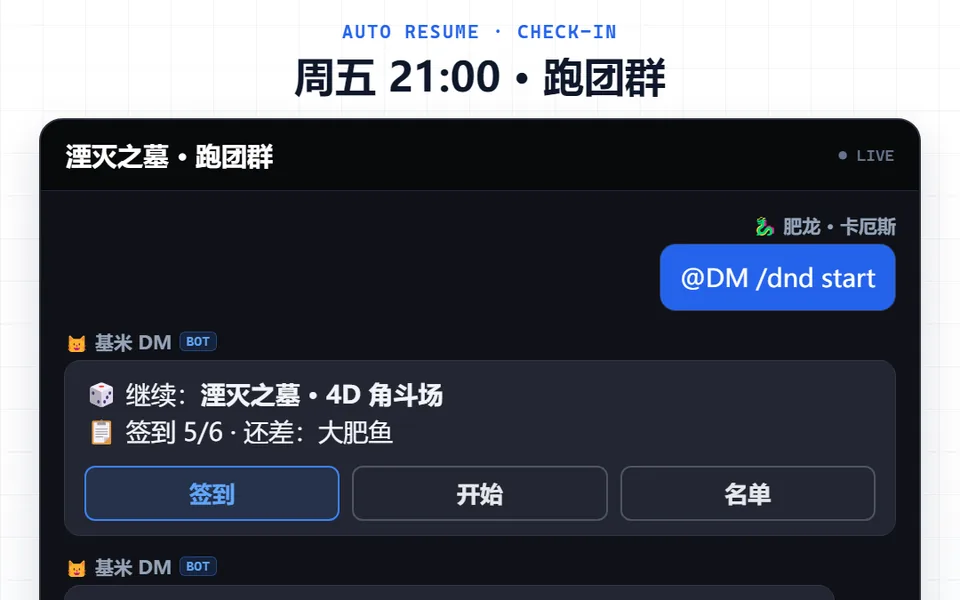 AUTO RESUME · CHECK-IN
周五 21:00 • 跑团群
湮灭之墓 • 跑团群
LIVE
肥龙 • 卡厄斯
@DM /dnd start
基米 DM BOT
继续：湮灭之墓 • 4D 角斗场
签到 5/6 · 还差：大肥鱼
签到 开始 名单
基米 DM BOT